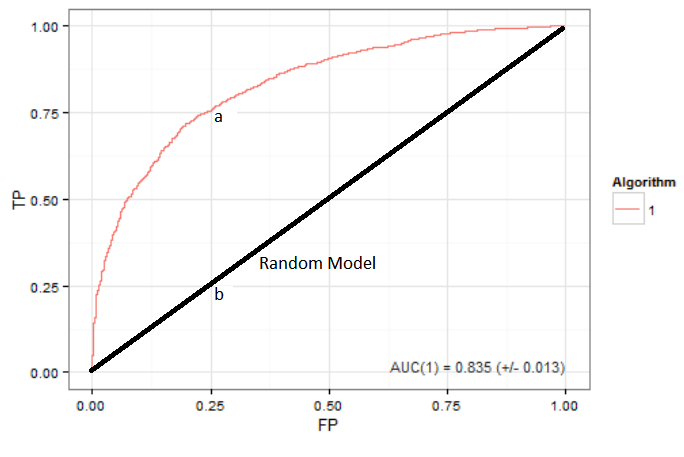 1.00
0.75
0.50
0.25
0.00
TP
a
Random Model
b
AUC(1) = 0.835 (+/- 0.013)
0.00 0.25 0.50 0.75 1.00
FP
Algorithm
1